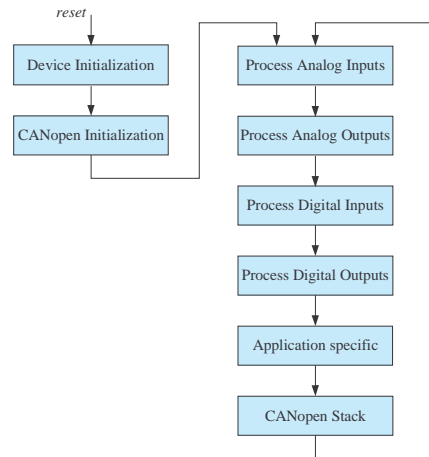 reset
Device Initialization
CANopen Initialization
Process Analog Inputs
Process Analog Outputs
Process Digital Inputs
Process Digital Outputs
Application specific
CANopen Stack